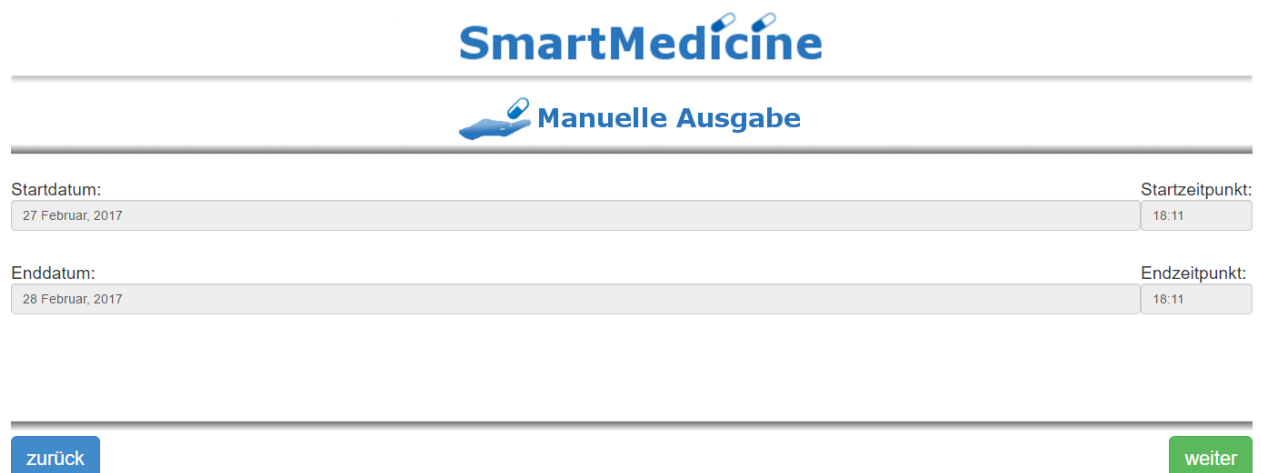 SmartMedicine
Manuelle Ausgabe
Startdatum: Startzeitpunkt:
27 Februar, 2017 18:11
Enddatum: Endzeitpunkt:
28 Februar, 2017 18:11
zurück weiter